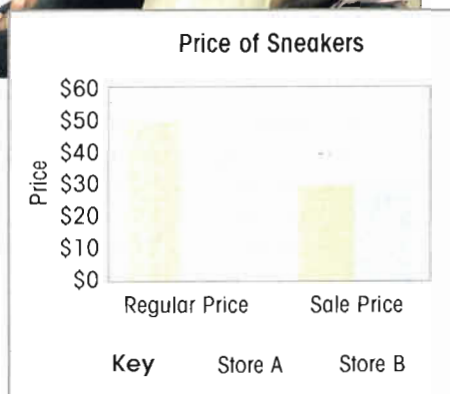 Price of Sneakers
$60
$50
$40
$30
$20
$10
$0
Price
Regular Price Sale Price
Key Store A Store B